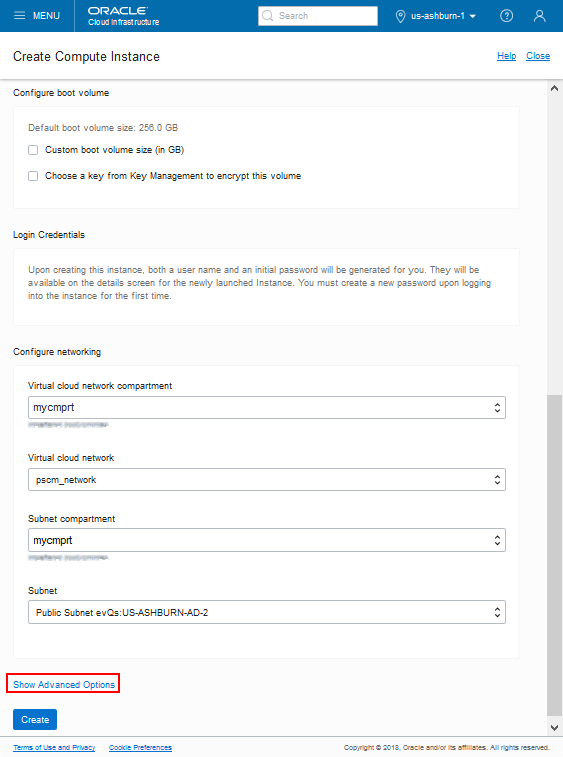 MENU
ORACLE
Cloud Infrastructure
Search
us-ashburn-1
?
Create Compute Instance
Help
Close
Configure boot volume
Default boot volume size: 256.0 GB
Custom boot volume size (in GB)
Choose a key from Key Management to encrypt this volume
Login Credentials
Upon creating this instance, both a user name and an initial password will be generated for you. They will be
available on the details screen for the newly launched Instance. You must create a new password upon logging
into the instance for the first time.
Configure networking
Virtual cloud network compartment
mycmprt
Virtual cloud network
pscm_network
Subnet compartment
mycmprt
Subnet
Public Subnet evQs:US-ASHBURN-AD-2
Show Advanced Options
Create
Terms of Use and Privacy
Cookie Preferences
Copyright © 2018, Oracle and/or its affiliates. All rights reserved.